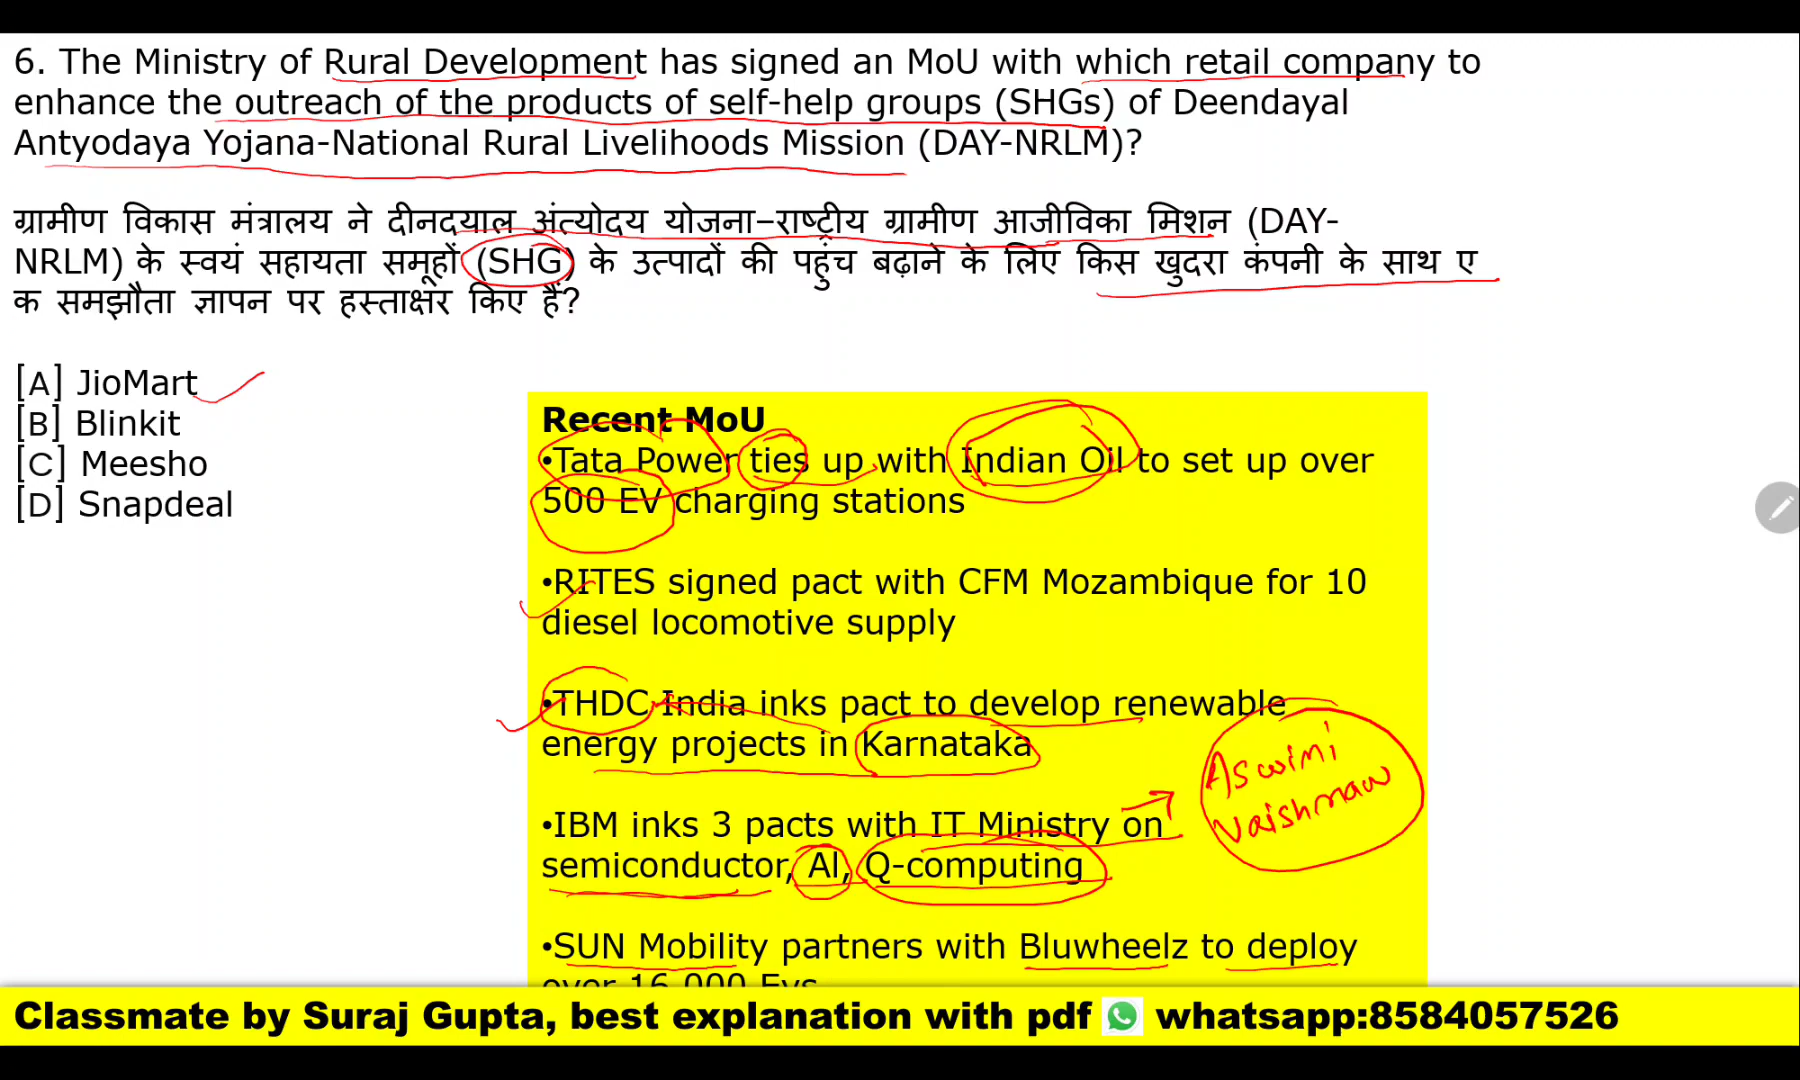 6. The Ministry of Rural Development has signed an MoU with which retail company to
enhance the outreach of the products of self-help groups (SHGs) of Deendayal
Antyodaya Yojana-National Rural Livelihoods Mission (DAY-NRLM)?
ग्रामीण विकास मंत्रालय ने दीनदयाल अंत्योदय योजना–राष्ट्रीय ग्रामीण आजीविका मिशन (DAY-
NRLM) के स्वयं सहायता समूहों (SHG) के उत्पादों की पहुंच बढ़ाने के लिए किस खुदरा कंपनी के साथ ए
क समझौता ज्ञापन पर हस्ताक्षर किए हैं?
[A] JioMart
[B] Blinkit
[C] Meesho
[D] Snapdeal
Recent MoU
•Tata Power ties up with Indian Oil to set up over
500 EV charging stations
•RITES signed pact with CFM Mozambique for 10
diesel locomotive supply
•THDC India inks pact to develop renewable
energy projects in Karnataka
•IBM inks 3 pacts with IT Ministry on
semiconductor, AI, Q-computing
Aswini
Vaishnaw
•SUN Mobility partners with Bluwheelz to deploy
over 16,000 Evs
Classmate by Suraj Gupta, best explanation with pdf whatsapp:8584057526